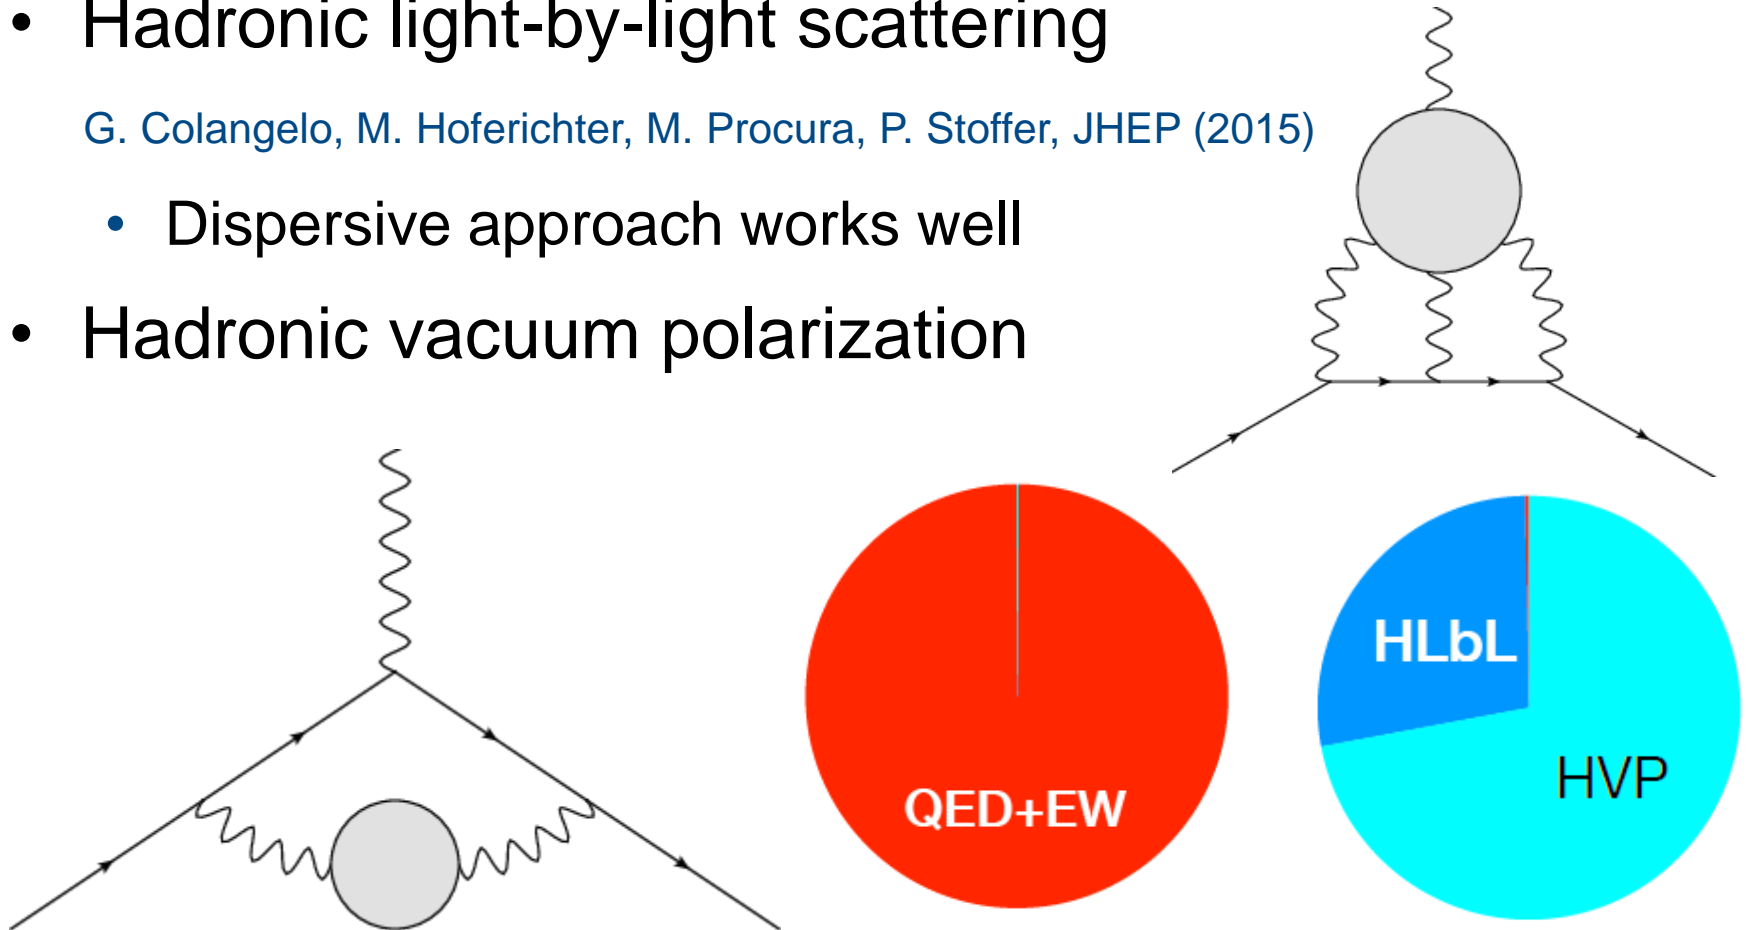 • Hadronic light-by-light scattering
G. Colangelo, M. Hoferichter, M. Procura, P. Stoffer, JHEP (2015)
• Dispersive approach works well
• Hadronic vacuum polarization
HLbL
HVP
QED+EW